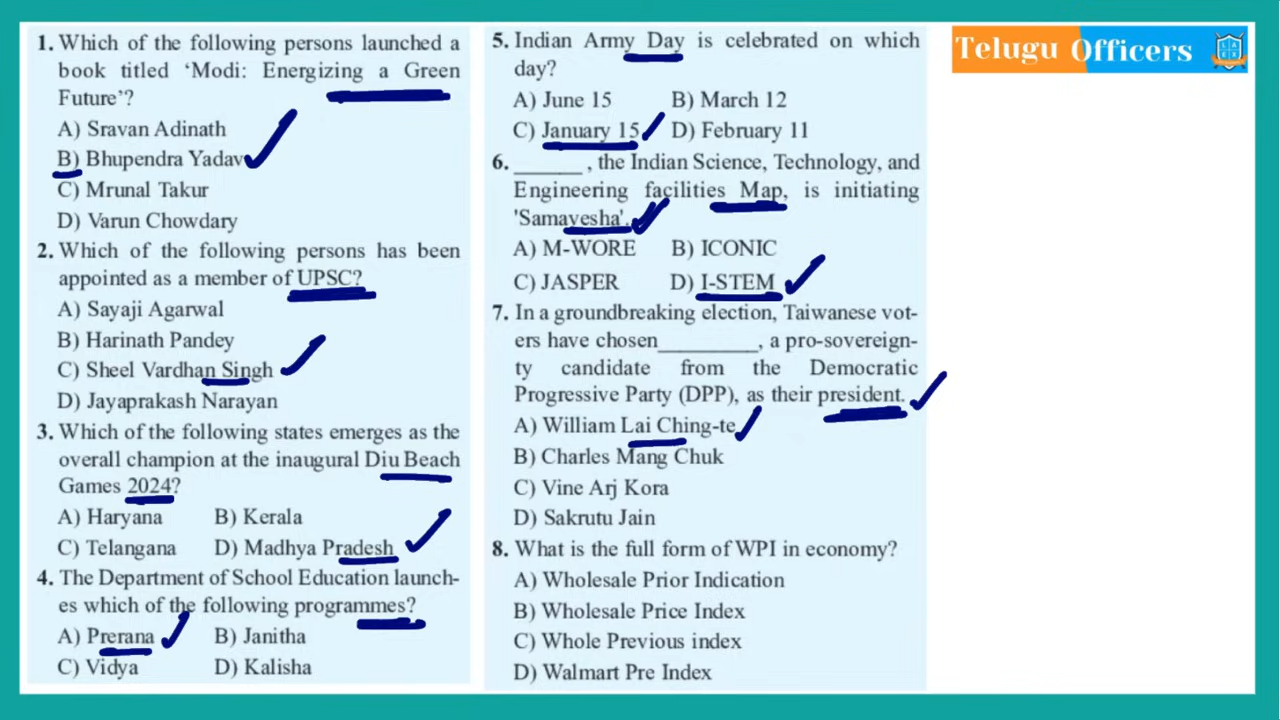 1. Which of the following persons launched a
book titled ‘Modi: Energizing a Green
Future’?
A) Sravan Adinath
B) Bhupendra Yadav
C) Mrunal Takur
D) Varun Chowdary
2. Which of the following persons has been
appointed as a member of UPSC?
A) Sayaji Agarwal
B) Harinath Pandey
C) Sheel Vardhan Singh
D) Jayaprakash Narayan
3. Which of the following states emerges as the
overall champion at the inaugural Diu Beach
Games 2024?
A) Haryana B) Kerala
C) Telangana D) Madhya Pradesh
4. The Department of School Education launch-
es which of the following programmes?
A) Prerana B) Janitha
C) Vidya D) Kalisha
5. Indian Army Day is celebrated on which
day?
A) June 15 B) March 12
C) January 15 D) February 11
6. ______, the Indian Science, Technology, and
Engineering facilities Map, is initiating
'Samavesha'.
A) M-WORE B) ICONIC
C) JASPER D) I-STEM
7. In a groundbreaking election, Taiwanese vot-
ers have chosen_________, a pro-sovereign-
ty candidate from the Democratic
Progressive Party (DPP), as their president.
A) William Lai Ching-te
B) Charles Mang Chuk
C) Vine Arj Kora
D) Sakrutu Jain
8. What is the full form of WPI in economy?
A) Wholesale Prior Indication
B) Wholesale Price Index
C) Whole Previous index
D) Walmart Pre Index
Telugu Officers